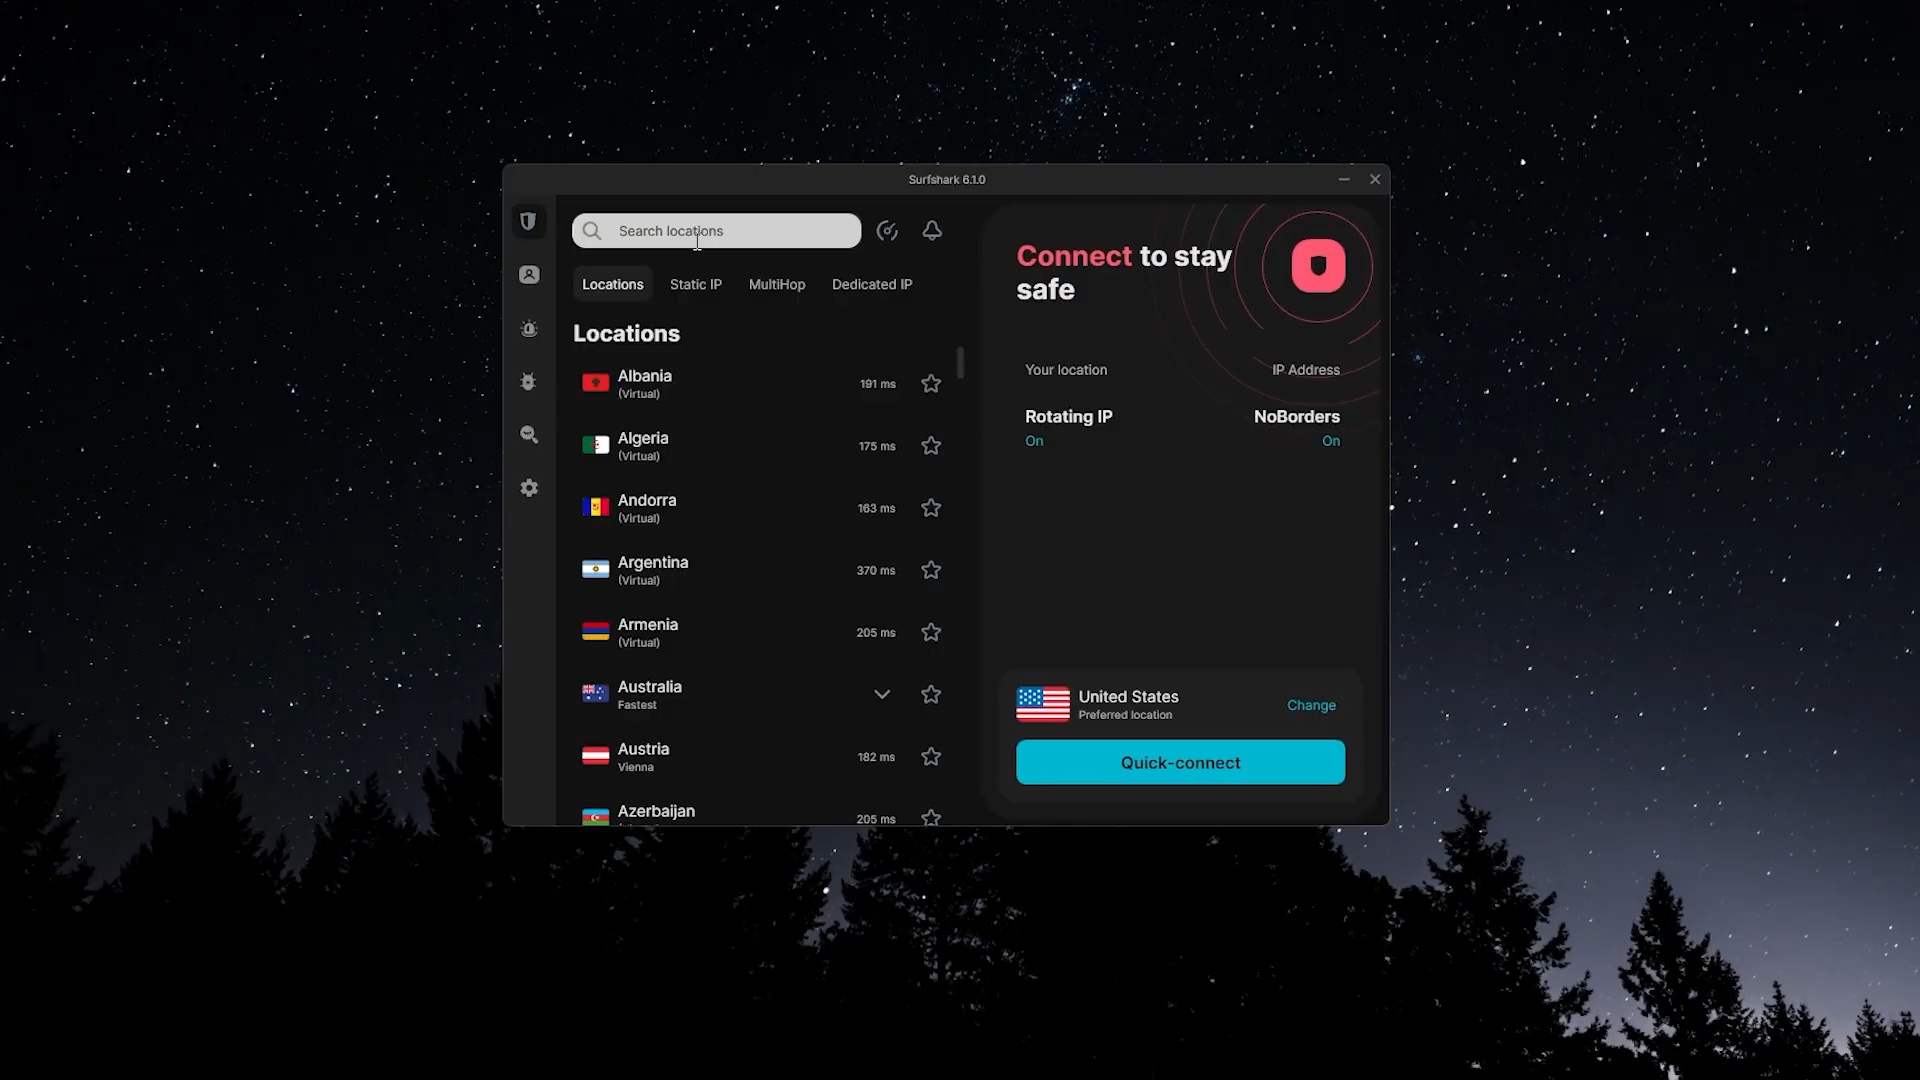 Surfshark 6.1.0
Search locations
Locations
Static IP
MultiHop
Dedicated IP
Locations
Albania
(Virtual)
191 ms
Algeria
(Virtual)
175 ms
Andorra
(Virtual)
163 ms
Argentina
(Virtual)
370 ms
Armenia
(Virtual)
205 ms
Australia
Fastest
Austria
Vienna
182 ms
Azerbaijan
205 ms
Connect to stay
safe
Your location
IP Address
Rotating IP
On
NoBorders
On
United States
Preferred location
Change
Quick-connect